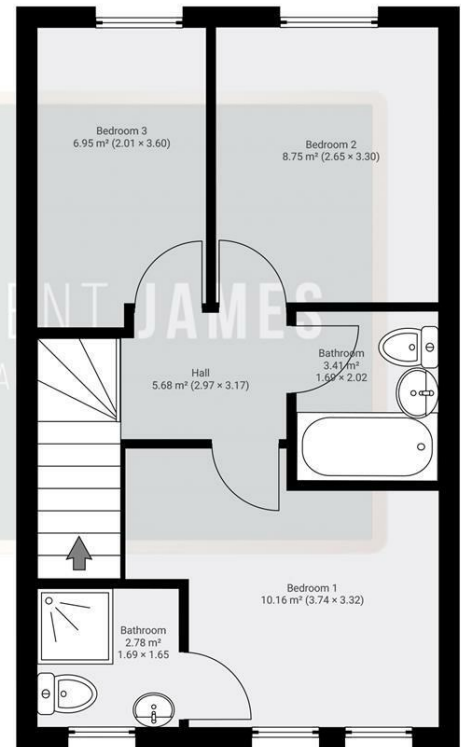 Bedroom 3
6.95 m² (2.01 × 3.60)
Bedroom 2
8.75 m² (2.65 × 3.30)
ENT JAMES
A
Hall
5.68 m² (2.97 × 3.17)
Bathroom
3.41 m²
1.69 × 2.02
Bedroom 1
10.16 m² (3.74 × 3.32)
Bathroom
2.78 m²
1.69 × 1.65